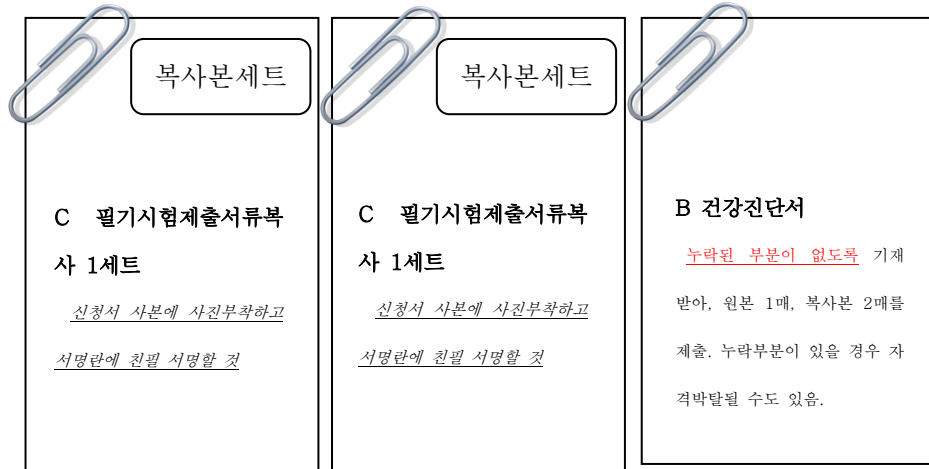 복사본세트
C 필기시험제출서류복
사 1세트
신청서 사본에 사진부착하고
서명란에 친필 서명할 것
복사본세트
C 필기시험제출서류복
사 1세트
신청서 사본에 사진부착하고
서명란에 친필 서명할 것
B 건강진단서
누락된 부분이 없도록 기재
받아, 원본 1매, 복사본 2매를
제출. 누락부분이 있을 경우 자
격박탈될 수도 있음.